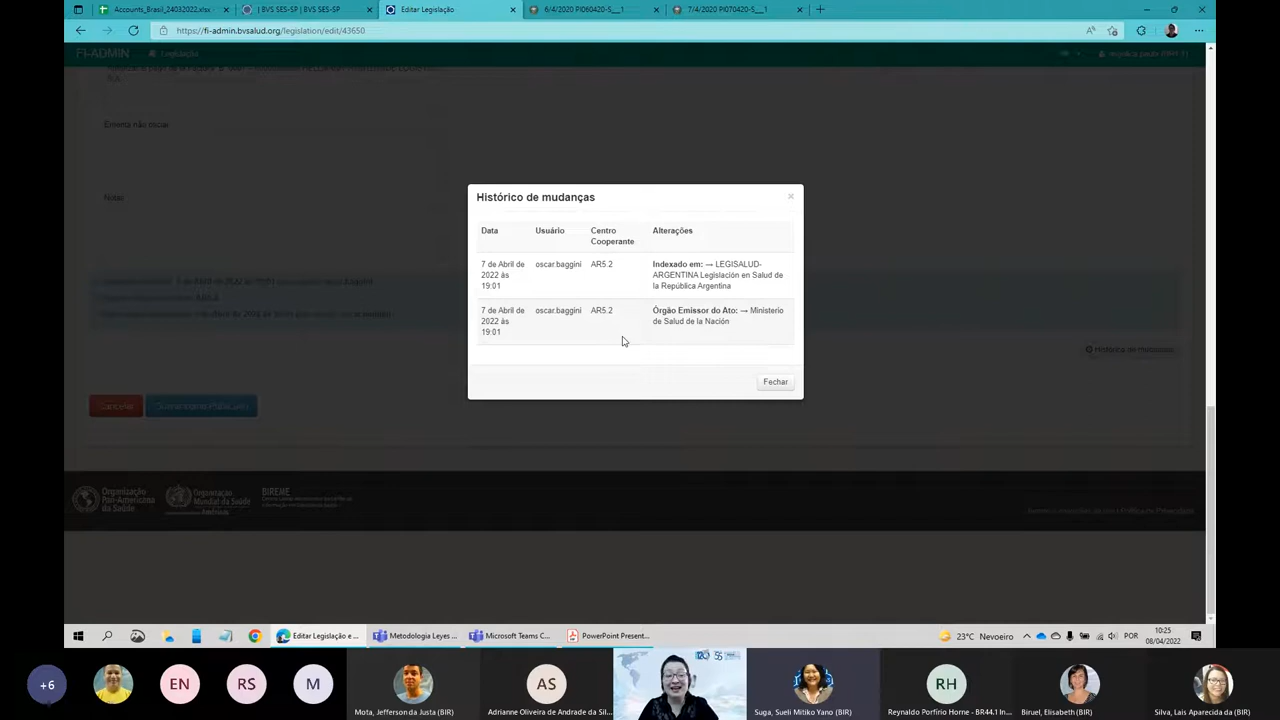 Accounts_Brasil_24032022.xlsx -
| BVS SES-SP | BVS SES-SP
Editar Legislação
6/4/2020 PI060420-S___1
7/4/2020 PI070420-S___1
https://fi-admin.bvsalud.org/legislation/edit/43650
FI-ADMIN
Legislação
SUL
Ementa não oficial
Notas
Histórico de mudanças
Data
Usuário
Centro
Cooperante
Alterações
7 de Abril de
2022 às
19:01
oscar.baggini
AR5.2
Indexado em: → LEGISALUD-
ARGENTINA Legislación en Salud de
la República Argentina
7 de Abril de
2022 às
19:01
oscar.baggini
AR5.2
Órgão Emissor do Ato: → Ministerio
de Salud de la Nación
Fechar
Histórico de mudanças
Cancelar
Organização
Pan-Americana
da Saúde
Organização
Mundial da Saúde
Américas
BIREME
Editar Legislação e ...
Metodologia Leyes ...
Microsoft Teams C...
PowerPoint Present...
23°C Nevoeiro
POR
10:25
08/04/2022
+6
EN
RS
M
Mota, Jefferson da Justa (BIR)
AS
Adrianne Oliveira de Andrade da Sil...
Suga, Sueli Mitiko Yano (BIR)
RH
Reynaldo Porfírio Horne - BR44.1 In...
Biruel, Elisabeth (BIR)
Silva, Lais Aparecida da (BIR)